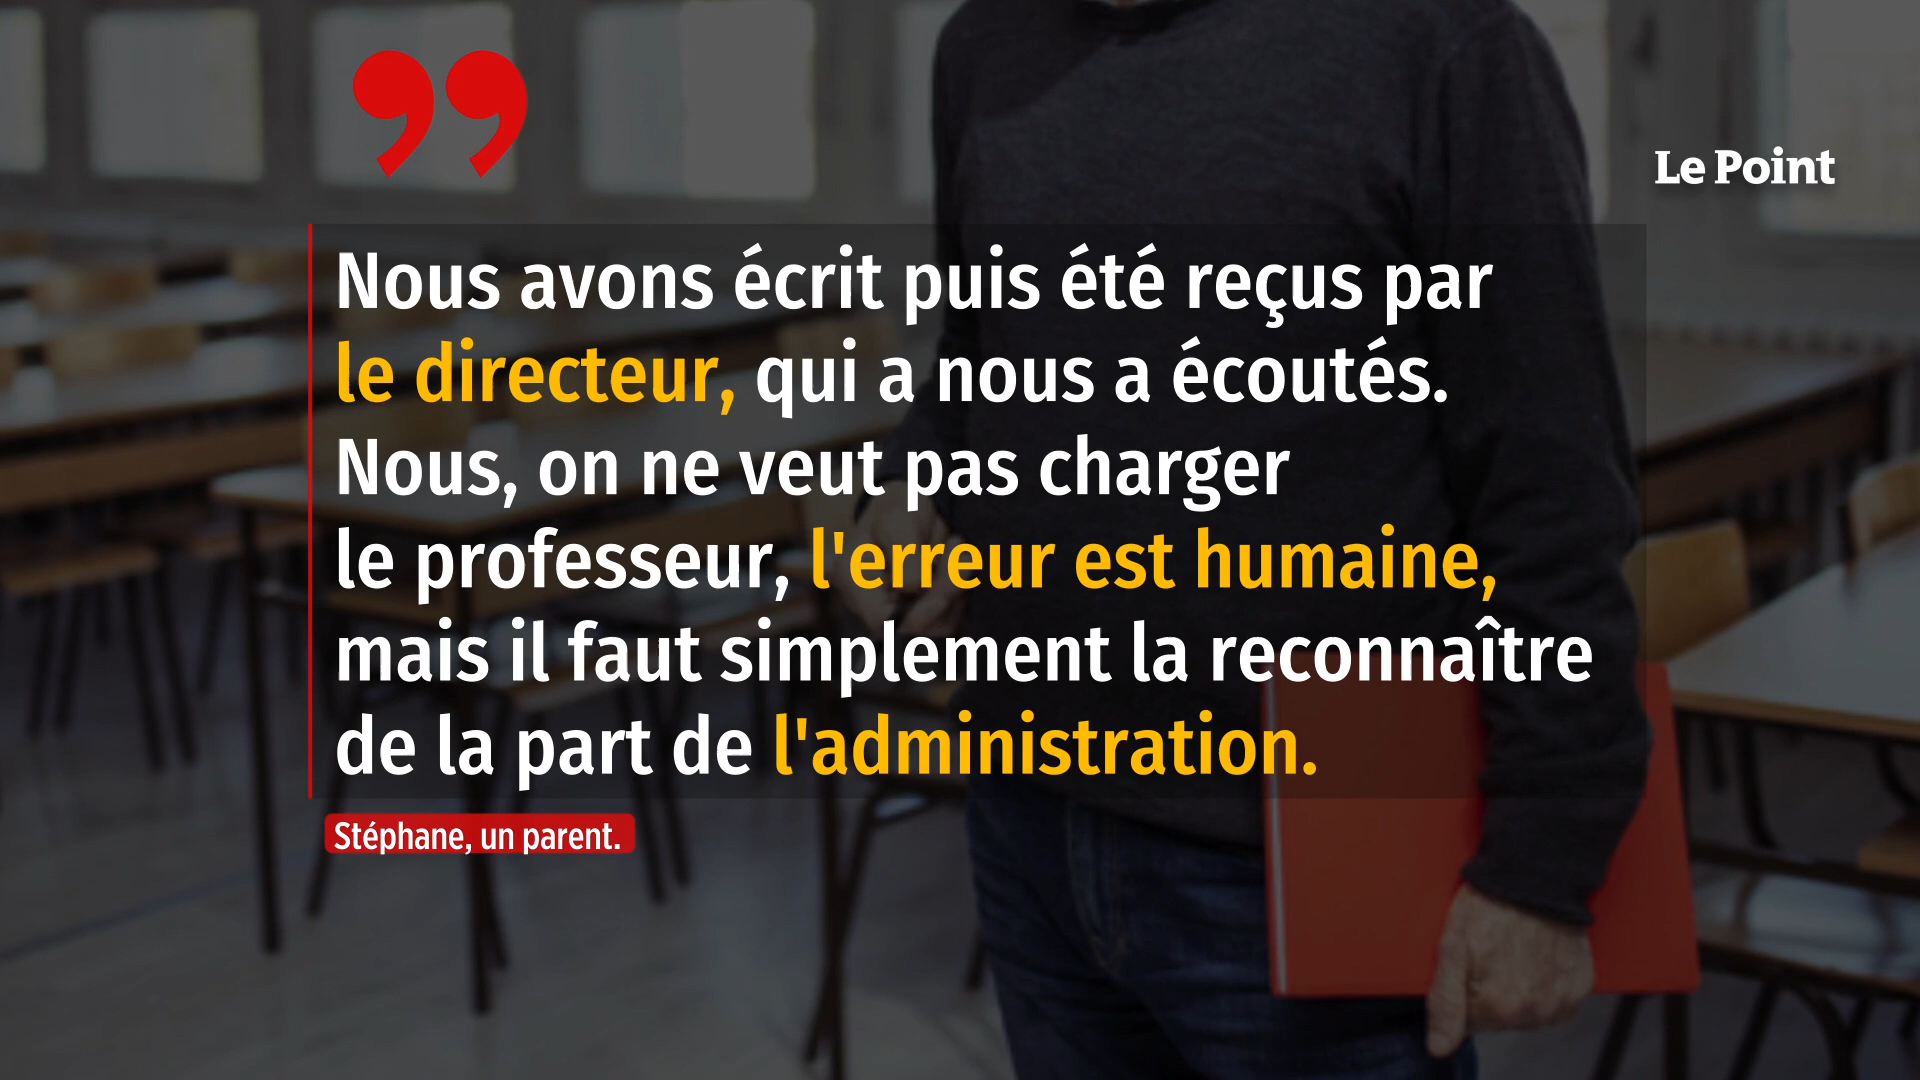 Le Point
Nous avons écrit puis été reçus par
le directeur, qui a nous a écoutés.
Nous, on ne veut pas charger
le professeur, l'erreur est humaine,
mais il faut simplement la reconnaître
de la part de l'administration.
Stéphane, un parent.